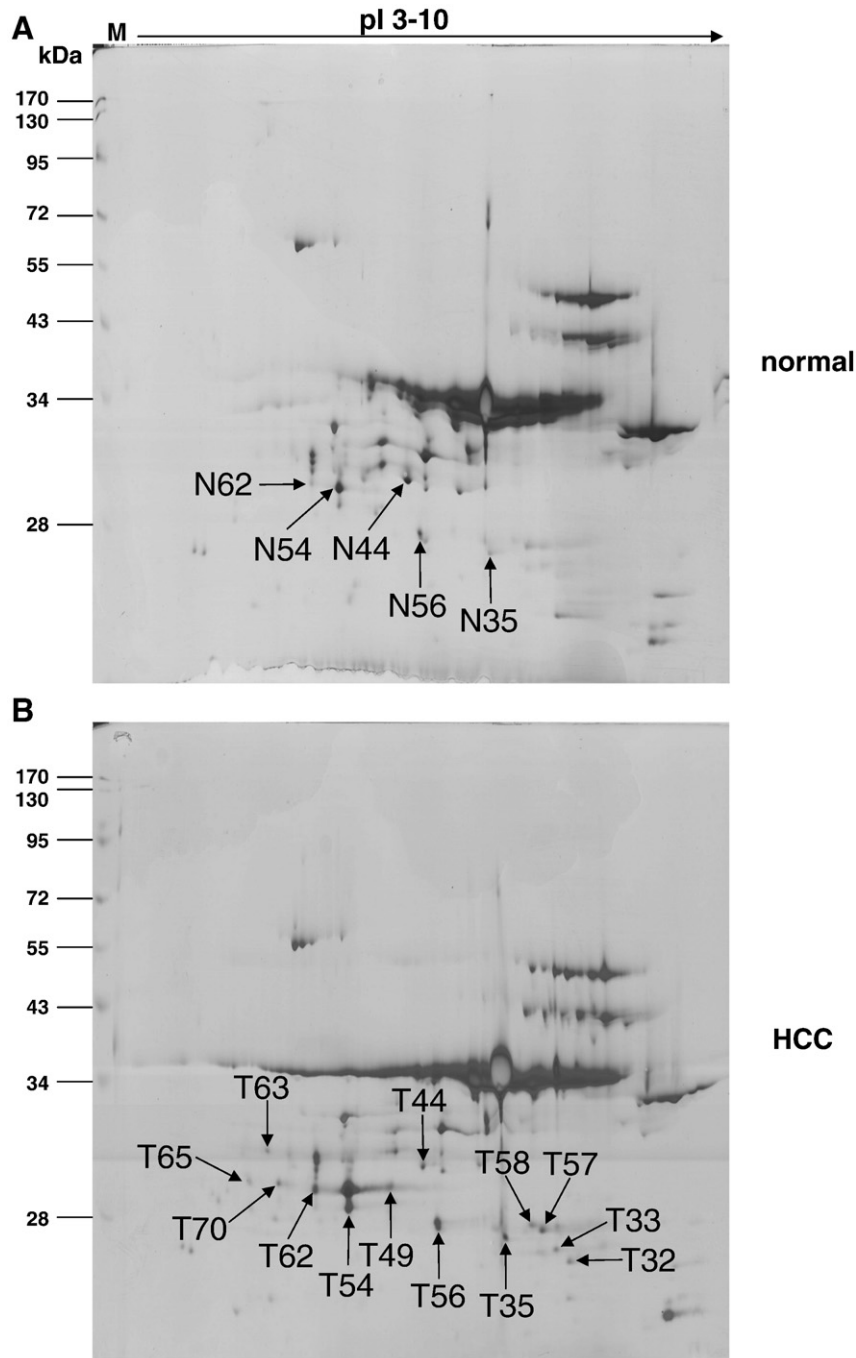 A
M
pI 3-10
kDa
170
130
95
72
55
43
34
28
N62
N54
N44
N56
N35
normal
B
170
130
95
72
55
43
34
28
T63
T44
T65
T58 T57
T70
T33
T62
T49
T32
T54
T56
T35
HCC